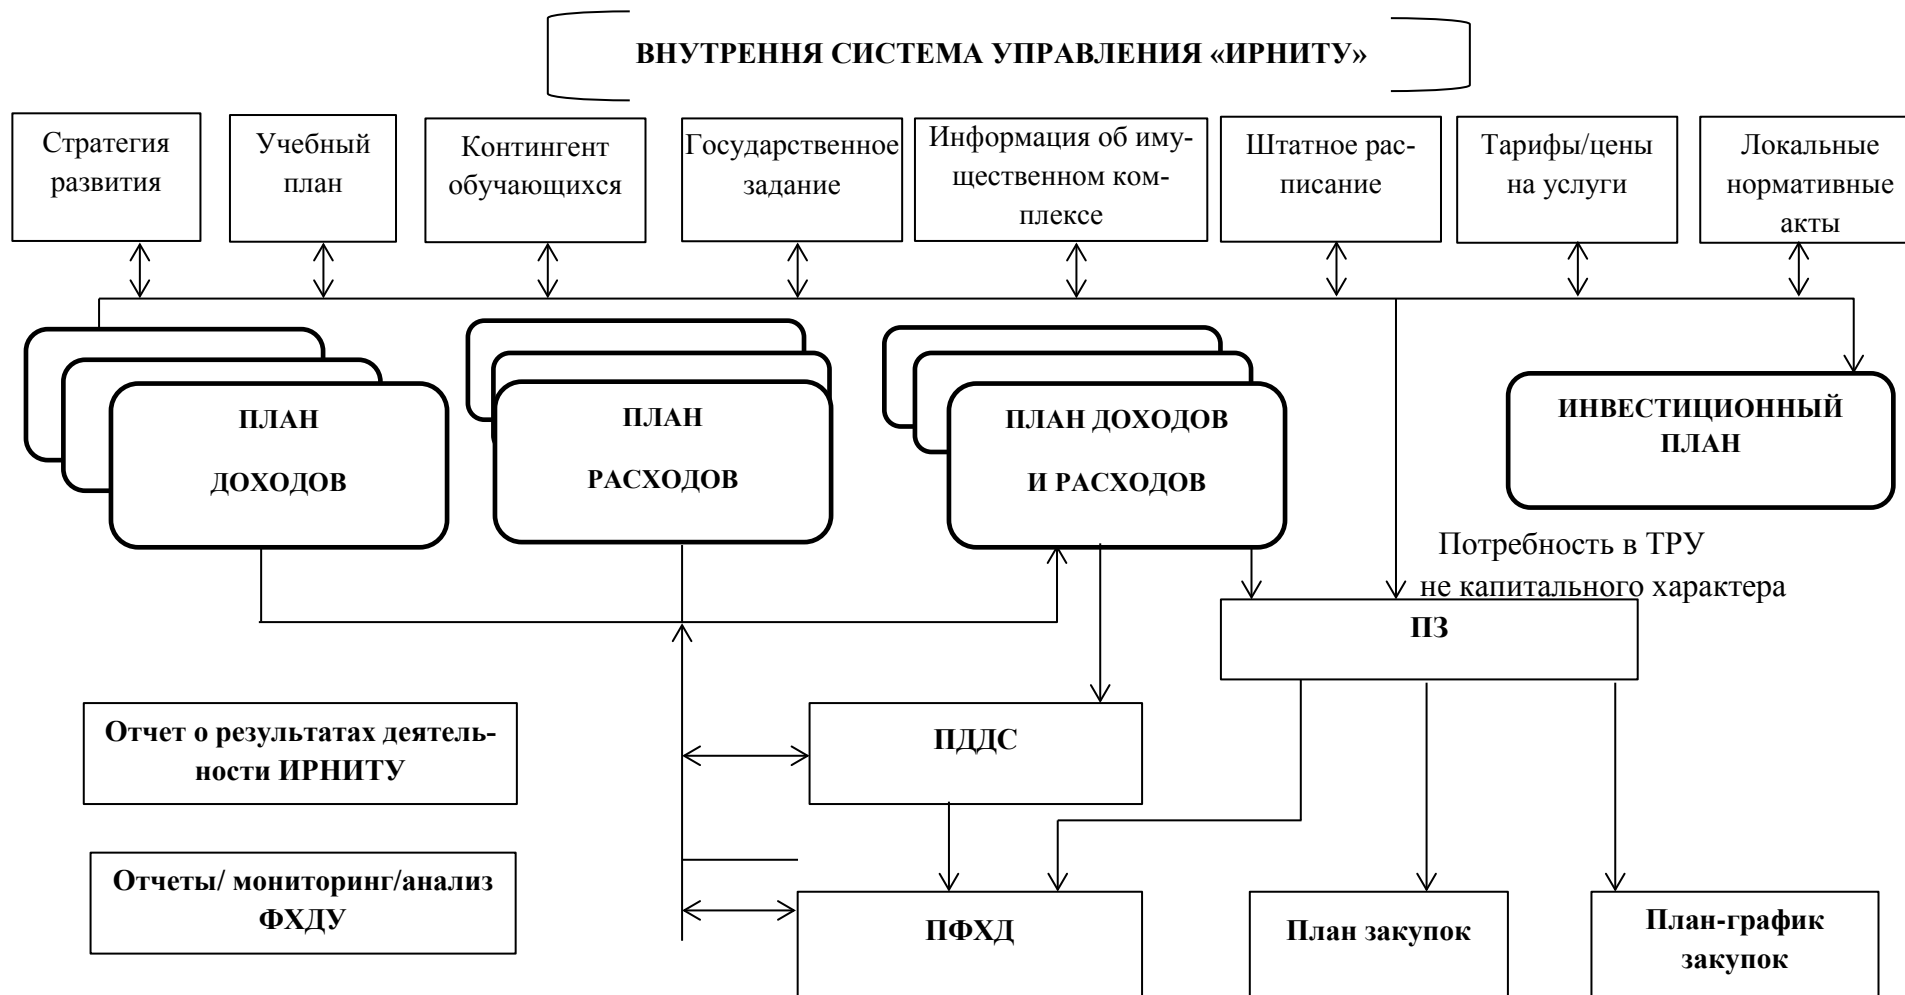 ВНУТРЕННЯ СИСТЕМА УПРАВЛЕНИЯ «ИРНИТУ»
Стратегия
развития
Учебный
план
Контингент
обучающихся
Государственное
задание
Информация об иму-
щественном ком-
плексе
Штатное рас-
писание
Тарифы/цены
на услуги
Локальные
нормативные
акты
ПЛАН
ДОХОДОВ
ПЛАН
РАСХОДОВ
ПЛАН ДОХОДОВ
И РАСХОДОВ
ИНВЕСТИЦИОННЫЙ
ПЛАН
Потребность в ТРУ
не капитального характера
ПЗ
Отчет о результатах деятель-
ности ИРНИТУ
ПДДС
Отчеты/ мониторинг/анализ
ФХДУ
ПФХД
План закупок
План-график
закупок